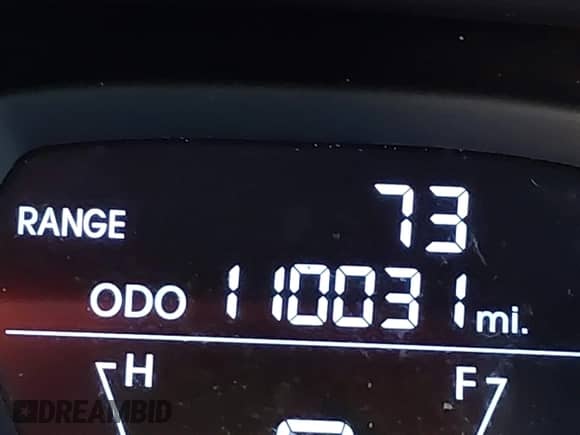 RANGE 73
ODO 110031 mi.
H F
DREAMBID